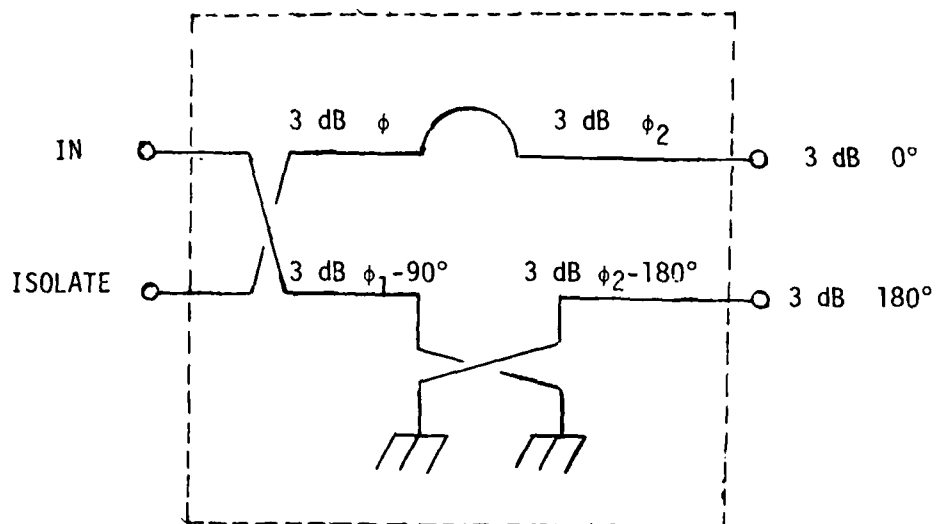 3 dB ϕ
3 dB ϕ₂
IN
3 dB 0°
ISOLATE
3 dB ϕ₁-90°
3 dB ϕ₂-180°
3 dB 180°